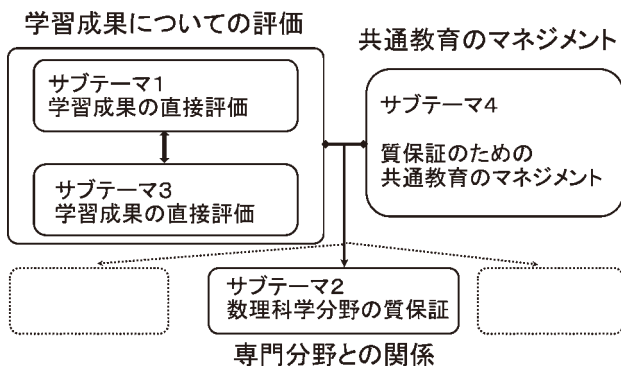 学習成果についての評価
共通教育のマネジメント
サブテーマ1
学習成果の直接評価
サブテーマ3
学習成果の直接評価
サブテーマ4
質保証のための
共通教育のマネジメント
サブテーマ2
数理科学分野の質保証
専門分野との関係